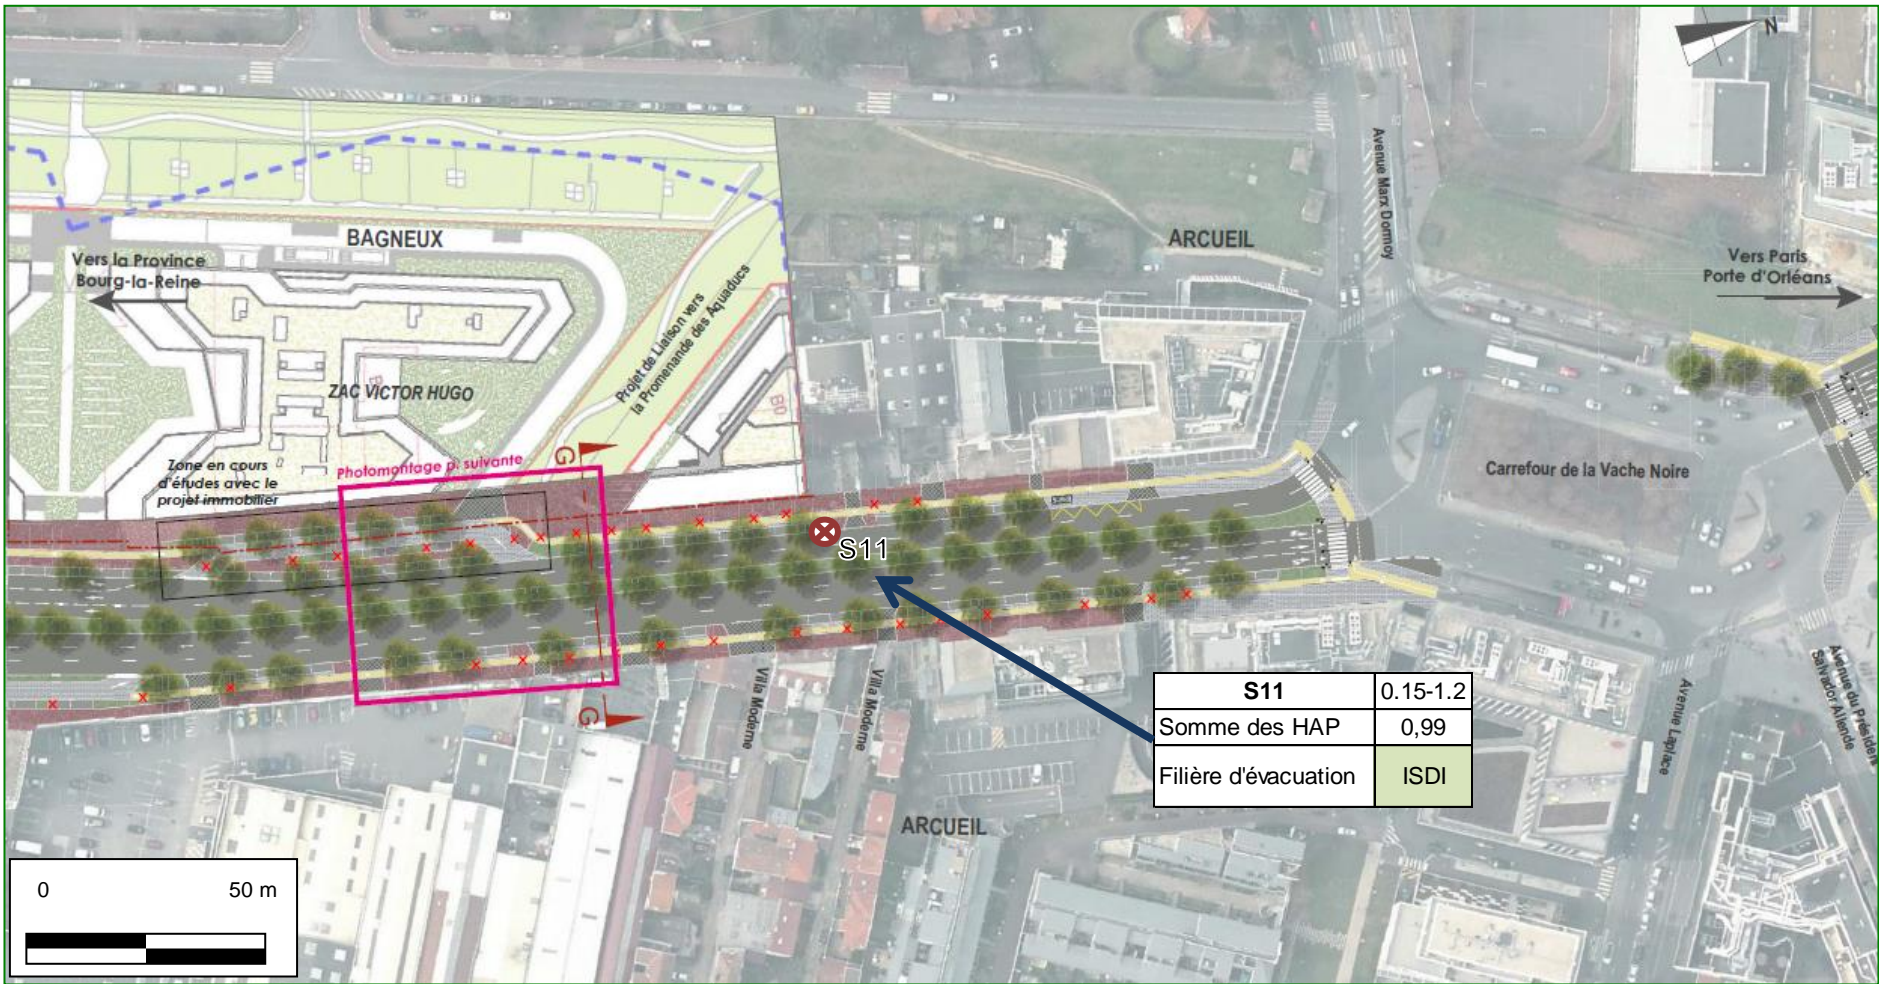 N
Avenue Marx Dormoy
BAGNEUX
ARCUEIL
Vers la Province
Bourg-la-Reine
Vers Paris
Porte d'Orléans
Projet de Liaison vers
la Promenande des Aquaducs
ZAC VICTOR HUGO
B0
Zone en cours
d'études avec le
projet immobilier
Photomontage p. suivante
G
Carrefour de la Vache Noire
S11
Villa Moderne
Villa Moderne
G
S11 0.15-1.2
Somme des HAP 0,99
Filière d'évacuation ISDI
Avenue Laplace
Avenue du Président
Salvador Allende
ARCUEIL
0 50 m